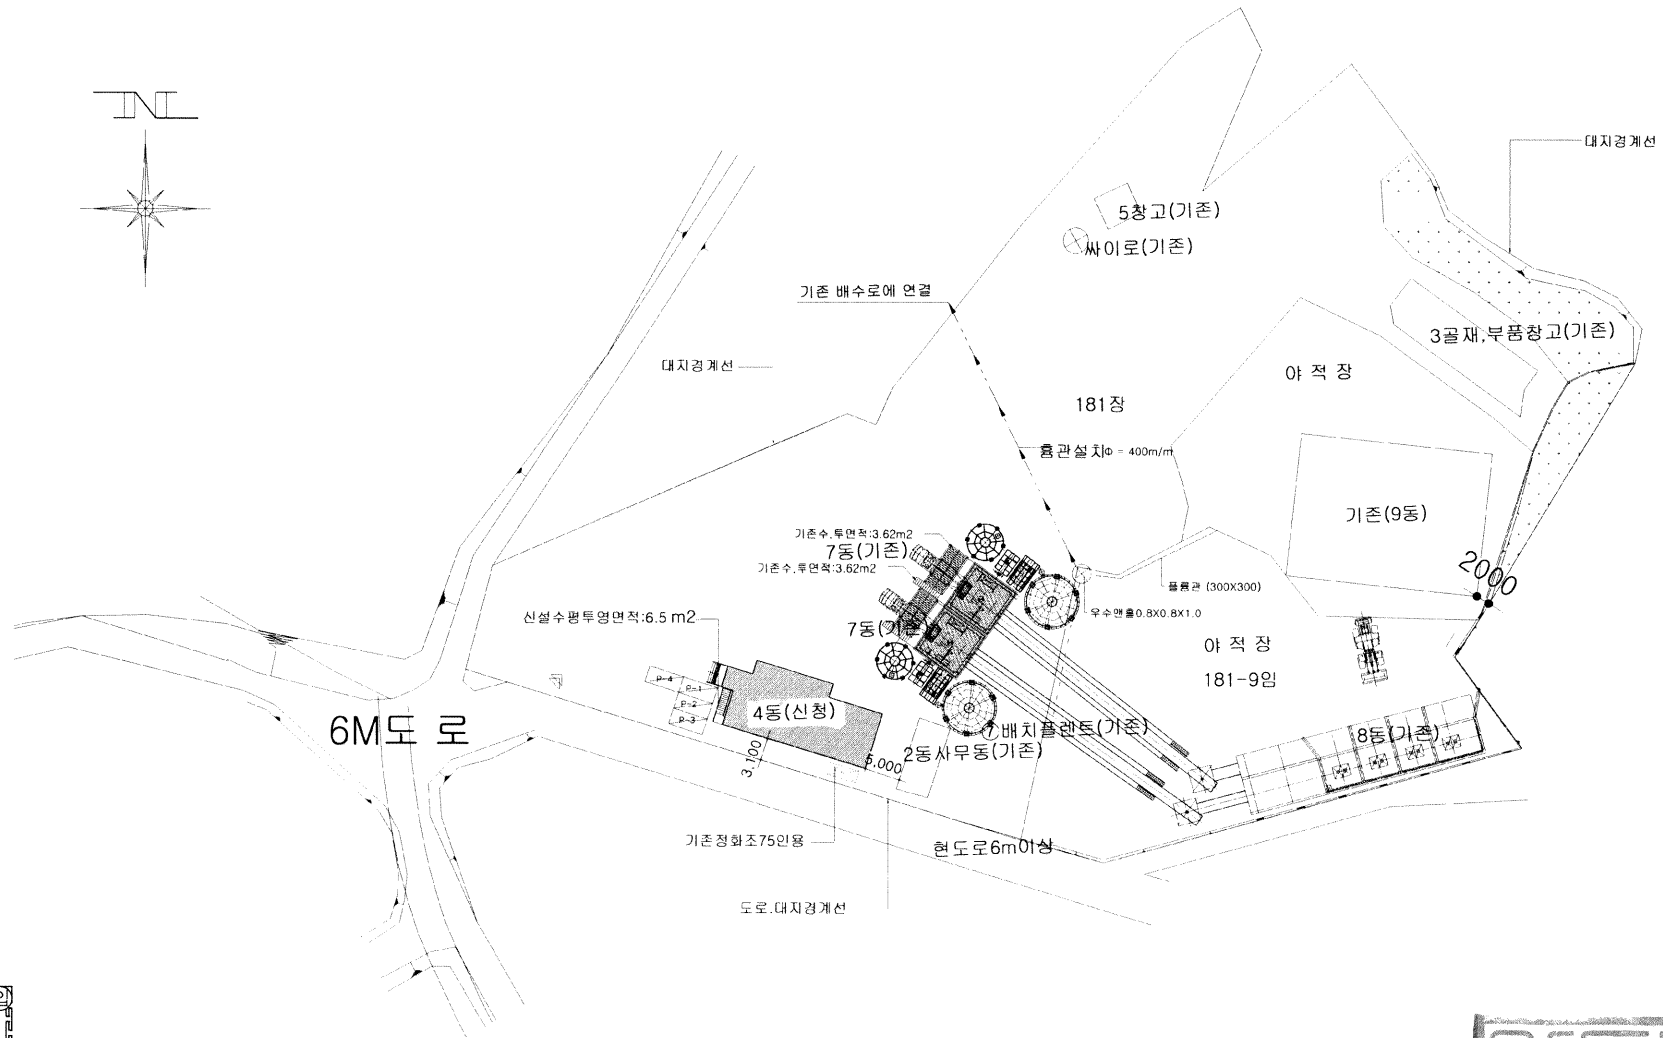 N
대지경계선
5창고(기존)
싸이로(기존)
기존 배수로에 연결
3골재,부품창고(기존)
대지경계선
야 적 장
181장
흄관설치Φ = 400m/m
기존(9동)
기존수.투면적:3.62m2
7동(기존)
기존수.투면적:3.62m2
2000
플륨관 (300X300)
우수맨홀0.8X0.8X1.0
신설수평투영면적:6.5 m2
7동(기존)
야 적 장
181-9임
P-4
P-1
P-2
P-3
4동(신청)
6M도 로
7배치플렌트(기존)
8동(기존)
2동사무동(기존)
3.100
5.000
기존정화조75인용
현도로6m이상
도로.대지경계선